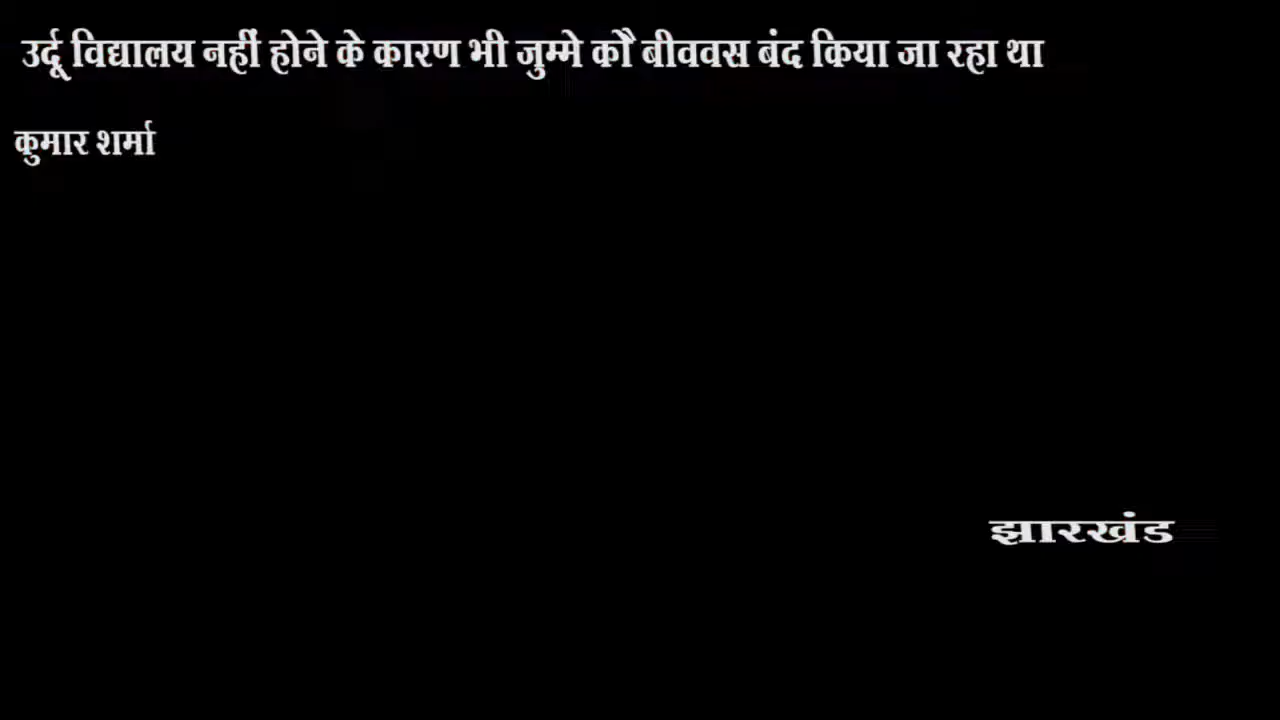 उर्दू विद्यालय नहीं होने के कारण भी जुम्मे कौ बीववस बंद किया जा रहा था
कुमार शर्मा
झारखंड